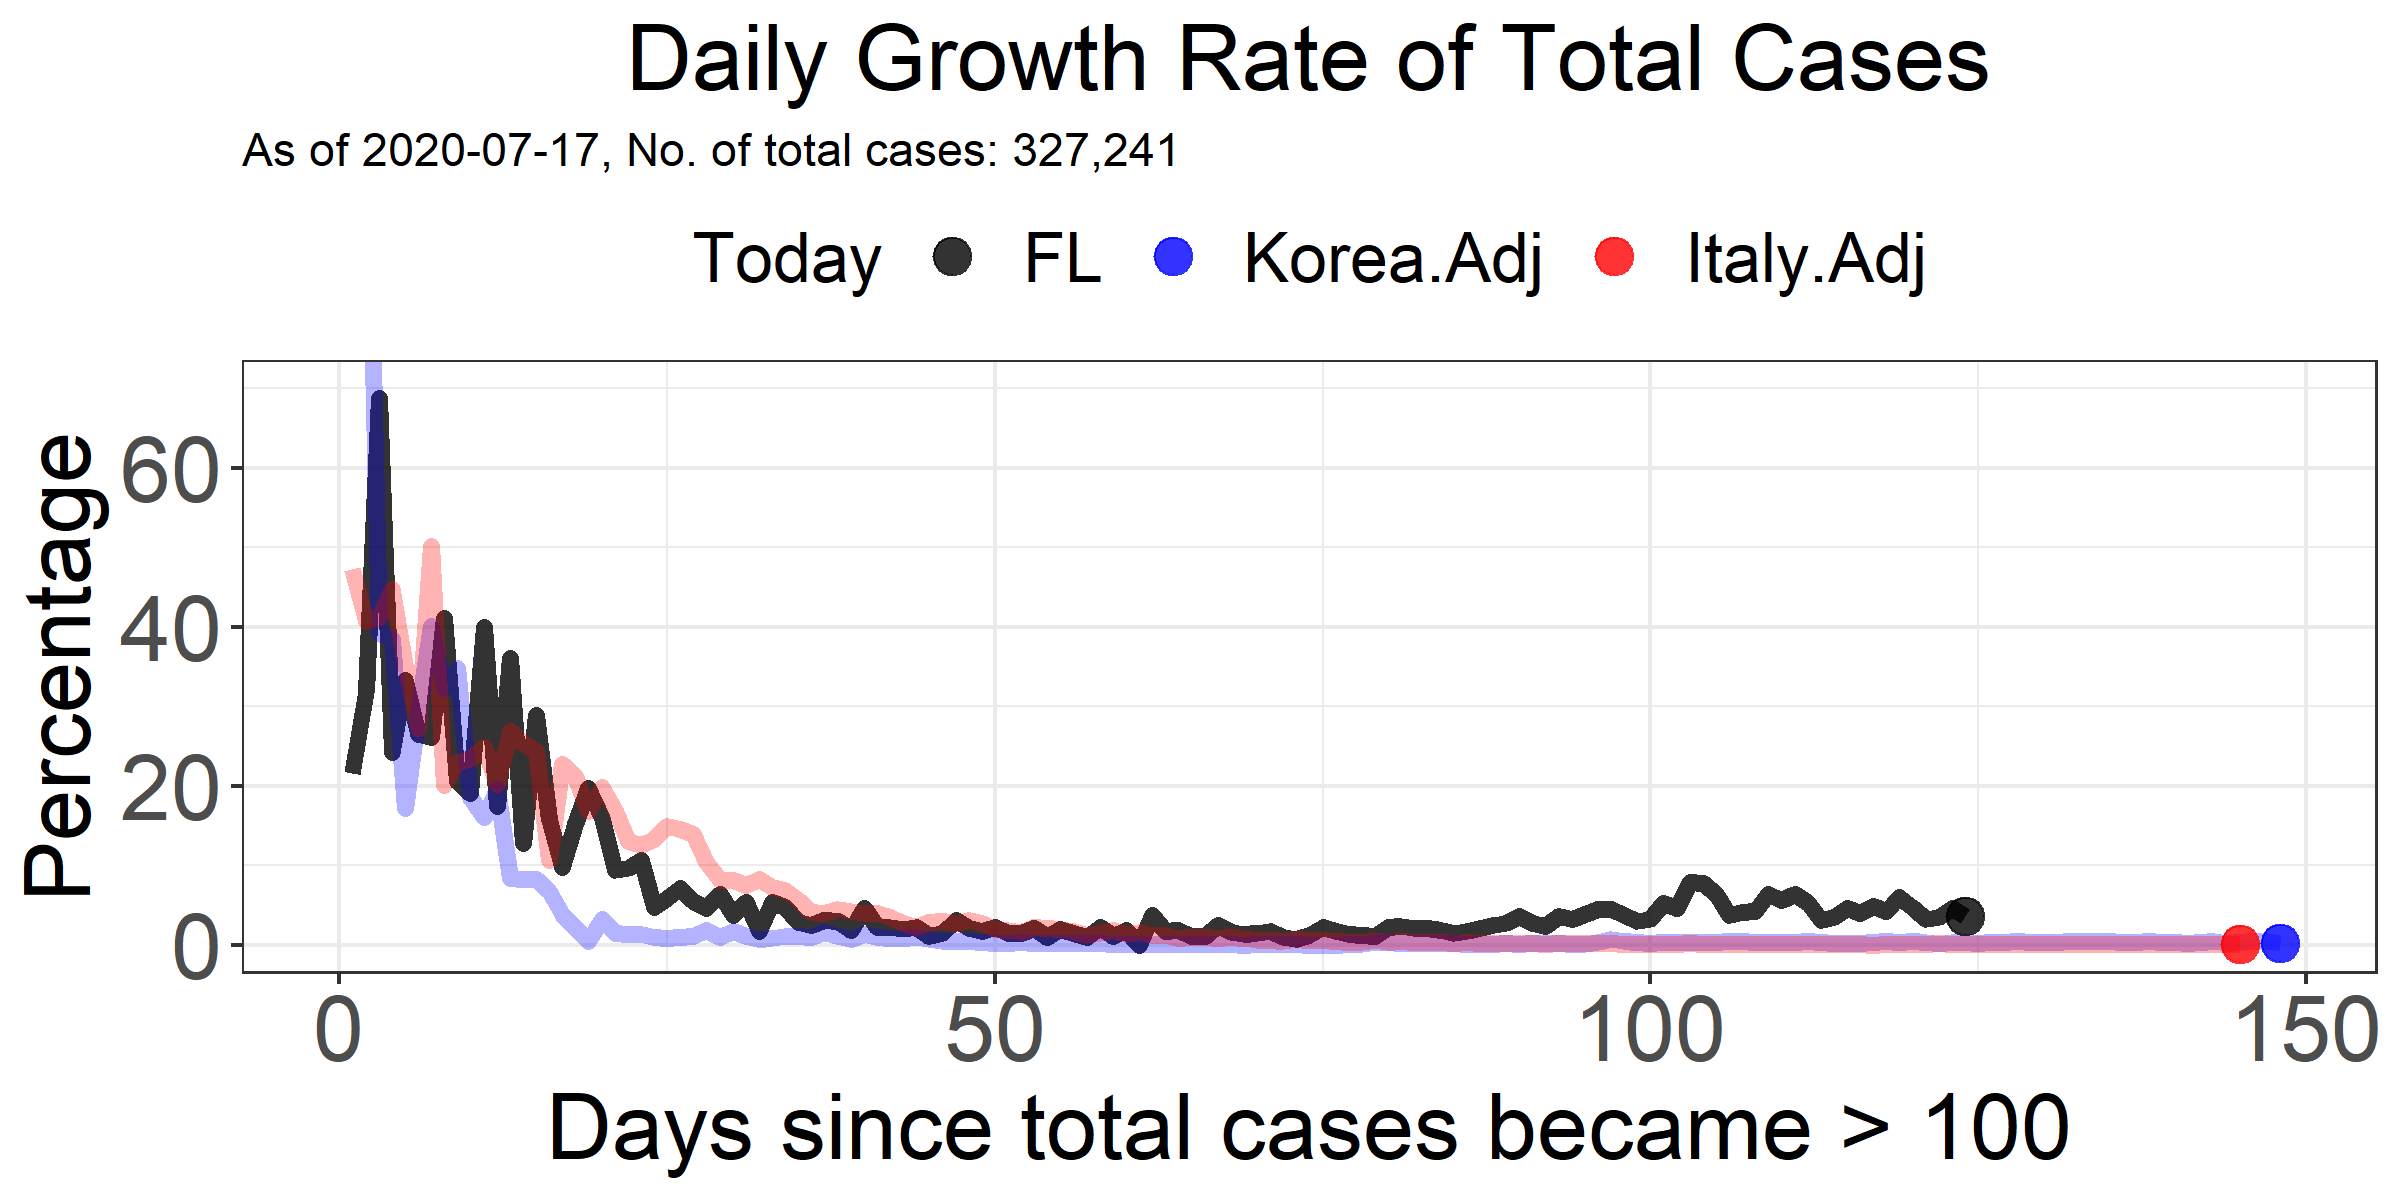 Daily Growth Rate of Total Cases
As of 2020-07-17, No. of total cases: 327,241
Today FL Korea.Adj Italy.Adj
Percentage
60
40
20
0
0 50 100 150
Days since total cases became > 100